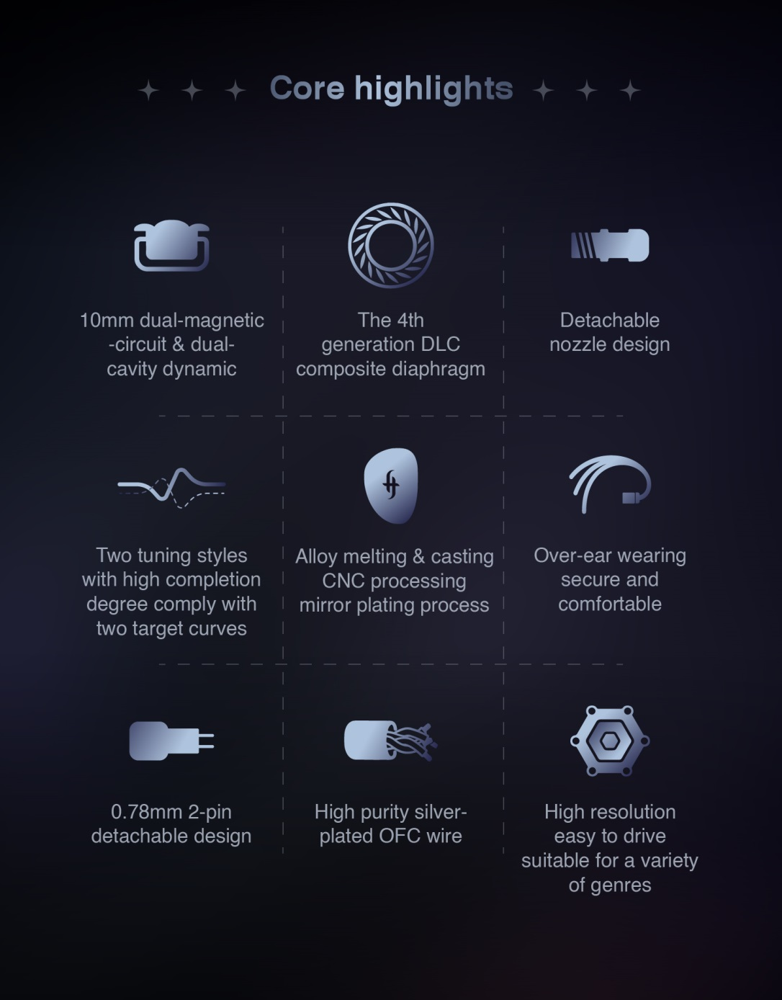 Core highlights
10mm dual-magnetic
-circuit & dual-
cavity dynamic
The 4th
generation DLC
composite diaphragm
Detachable
nozzle design
Two tuning styles
with high completion
degree comply with
two target curves
Alloy melting & casting
CNC processing
mirror plating process
Over-ear wearing
secure and
comfortable
0.78mm 2-pin
detachable design
High purity silver-
plated OFC wire
High resolution
easy to drive
suitable for a variety
of genres